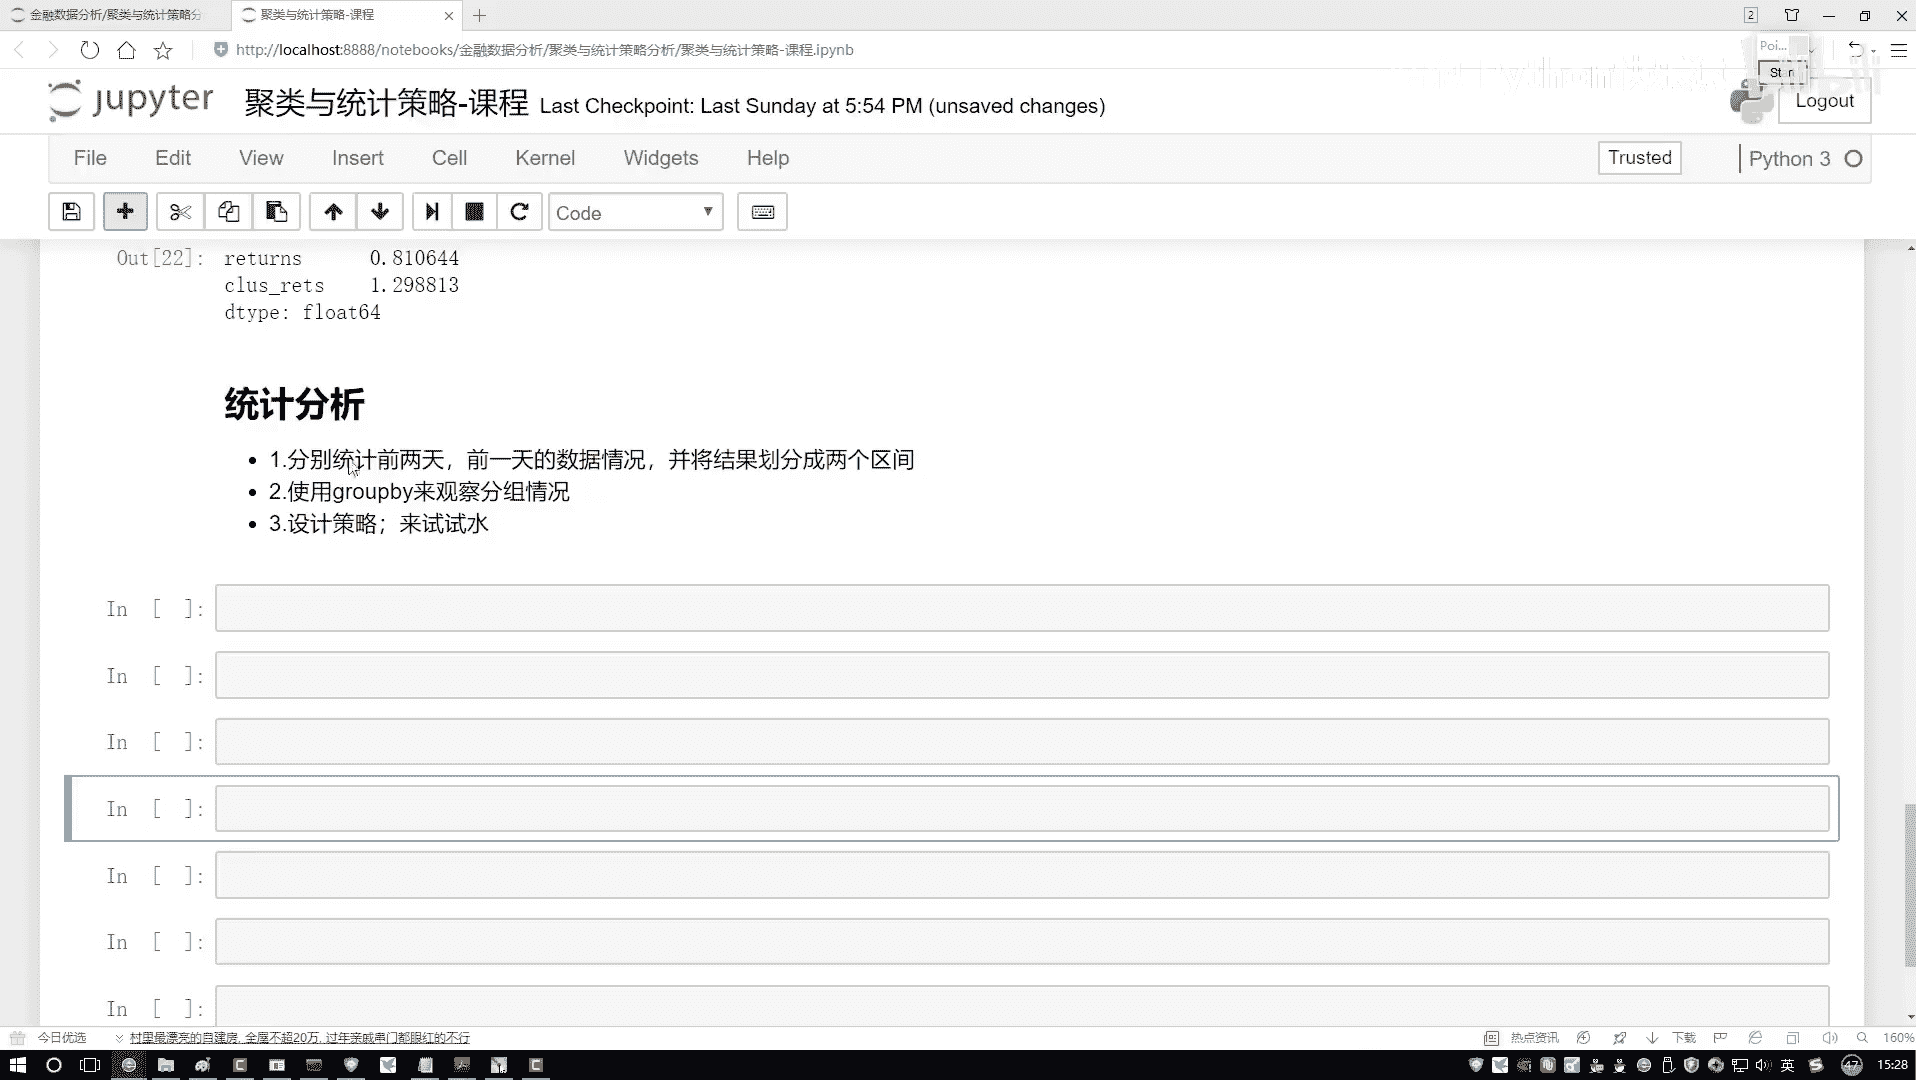 金融数据分析/聚类与统计策略分
聚类与统计策略-课程
2
http://localhost:8888/notebooks/金融数据分析/聚类与统计策略分析/聚类与统计策略-课程.ipynb
Poi...
Start
jupyter 聚类与统计策略-课程 Last Checkpoint: Last Sunday at 5:54 PM (unsaved changes)
Logout
File Edit View Insert Cell Kernel Widgets Help Trusted Python 3
Code
Out[22]: returns 0.810644
clus_rets 1.298813
dtype: float64
统计分析
1.分别统计前两天，前一天的数据情况，并将结果划分成两个区间
2.使用groupby来观察分组情况
3.设计策略；来试试水
In [ ]:
In [ ]:
In [ ]:
In [ ]:
In [ ]:
In [ ]:
In [ ]:
今日优选 村里最漂亮的自建房,全屋不超20万,过年亲戚串门都眼红的不行 热点资讯 下载 160%
英 47 15:28